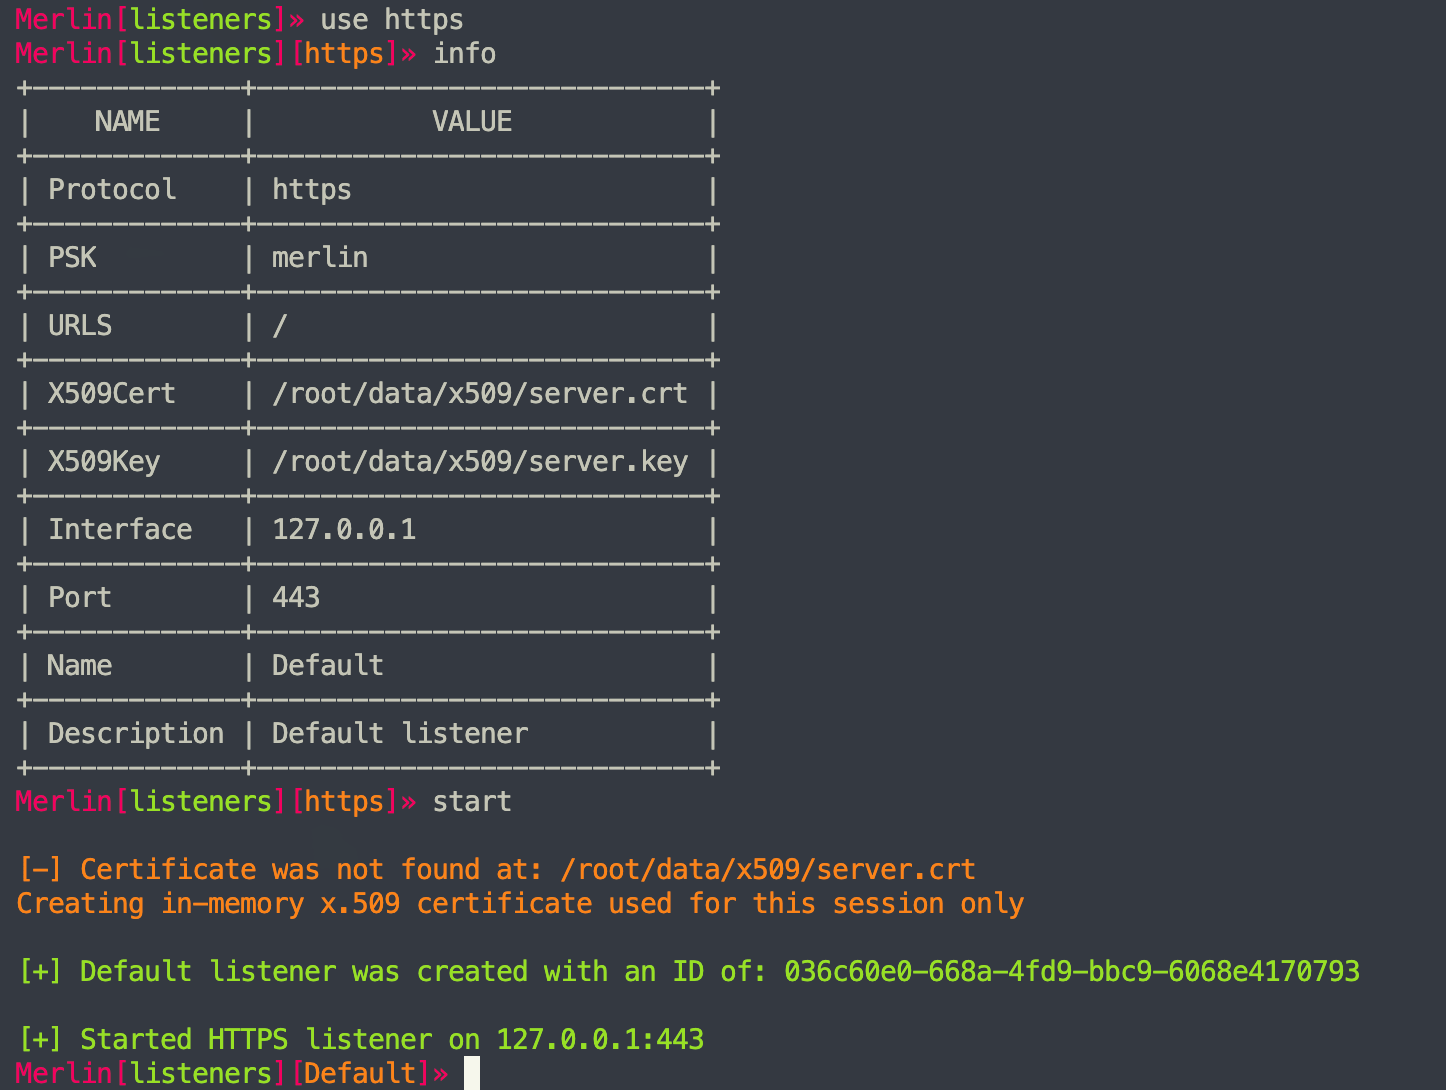 Merlin[listeners]» use https
Merlin[listeners][https]» info
+-------------+----------------------------+
|    NAME     |           VALUE            |
+-------------+----------------------------+
| Protocol    | https                      |
+-------------+----------------------------+
| PSK         | merlin                     |
+-------------+----------------------------+
| URLS        | /                          |
+-------------+----------------------------+
| X509Cert    | /root/data/x509/server.crt |
+-------------+----------------------------+
| X509Key     | /root/data/x509/server.key |
+-------------+----------------------------+
| Interface   | 127.0.0.1                  |
+-------------+----------------------------+
| Port        | 443                        |
+-------------+----------------------------+
| Name        | Default                    |
+-------------+----------------------------+
| Description | Default listener           |
+-------------+----------------------------+
Merlin[listeners][https]» start
[-] Certificate was not found at: /root/data/x509/server.crt
Creating in-memory x.509 certificate used for this session only
[+] Default listener was created with an ID of: 036c60e0-668a-4fd9-bbc9-6068e4170793
[+] Started HTTPS listener on 127.0.0.1:443
Merlin[listeners][Default]»